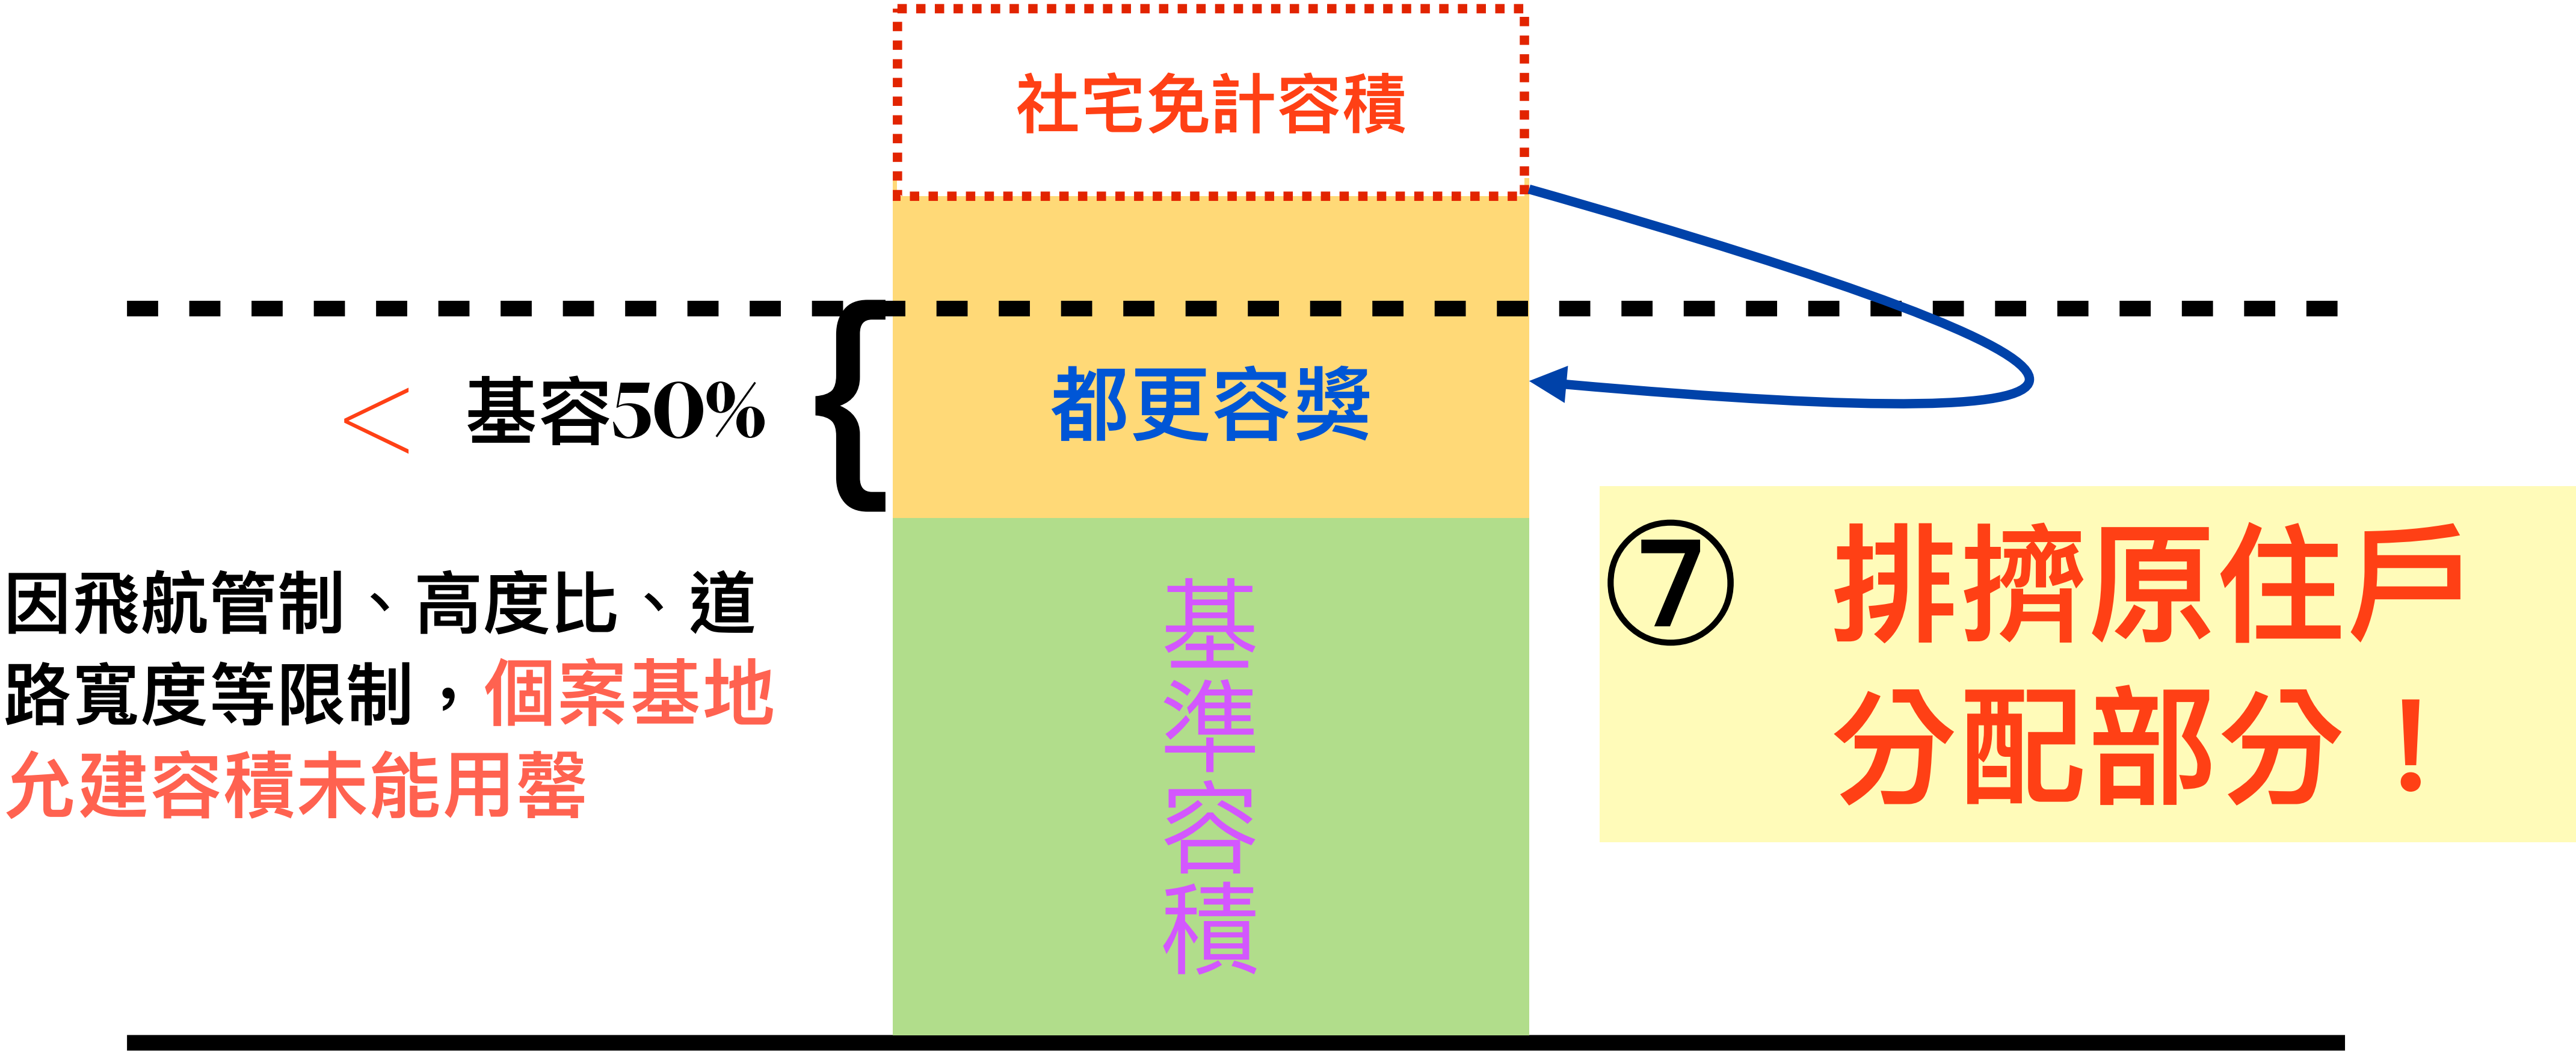 社宅免計容積
< 基容50% {
都更容獎
因飛航管制、高度比、道
路寬度等限制，個案基地
允建容積未能用罄
基準容積
⑦ 排擠原住戶
分配部分！